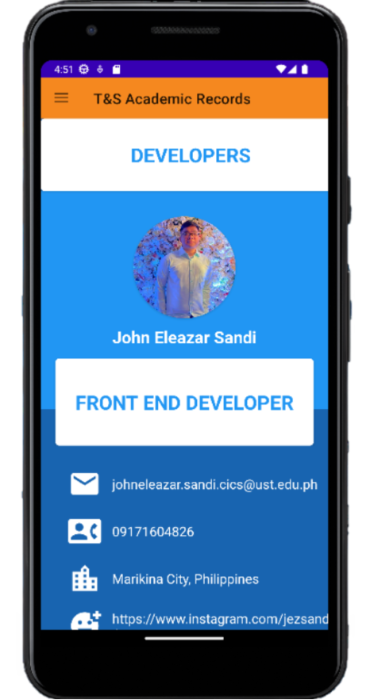 4:51
T&S Academic Records
DEVELOPERS
John Eleazar Sandi
FRONT END DEVELOPER
johneleazar.sandi.cics@ust.edu.ph
09171604826
Marikina City, Philippines
https://www.instagram.com/jezsand